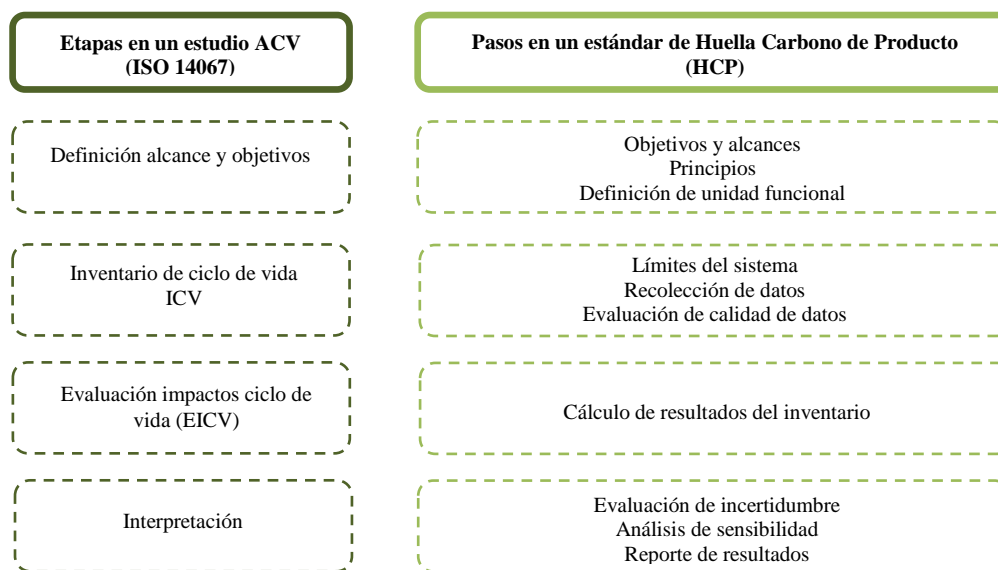 Etapas en un estudio ACV
(ISO 14067)
Pasos en un estándar de Huella Carbono de Producto
(HCP)
Definición alcance y objetivos
Objetivos y alcances
Principios
Definición de unidad funcional
Inventario de ciclo de vida
ICV
Límites del sistema
Recolección de datos
Evaluación de calidad de datos
Evaluación impactos ciclo de
vida (EICV)
Cálculo de resultados del inventario
Interpretación
Evaluación de incertidumbre
Análisis de sensibilidad
Reporte de resultados